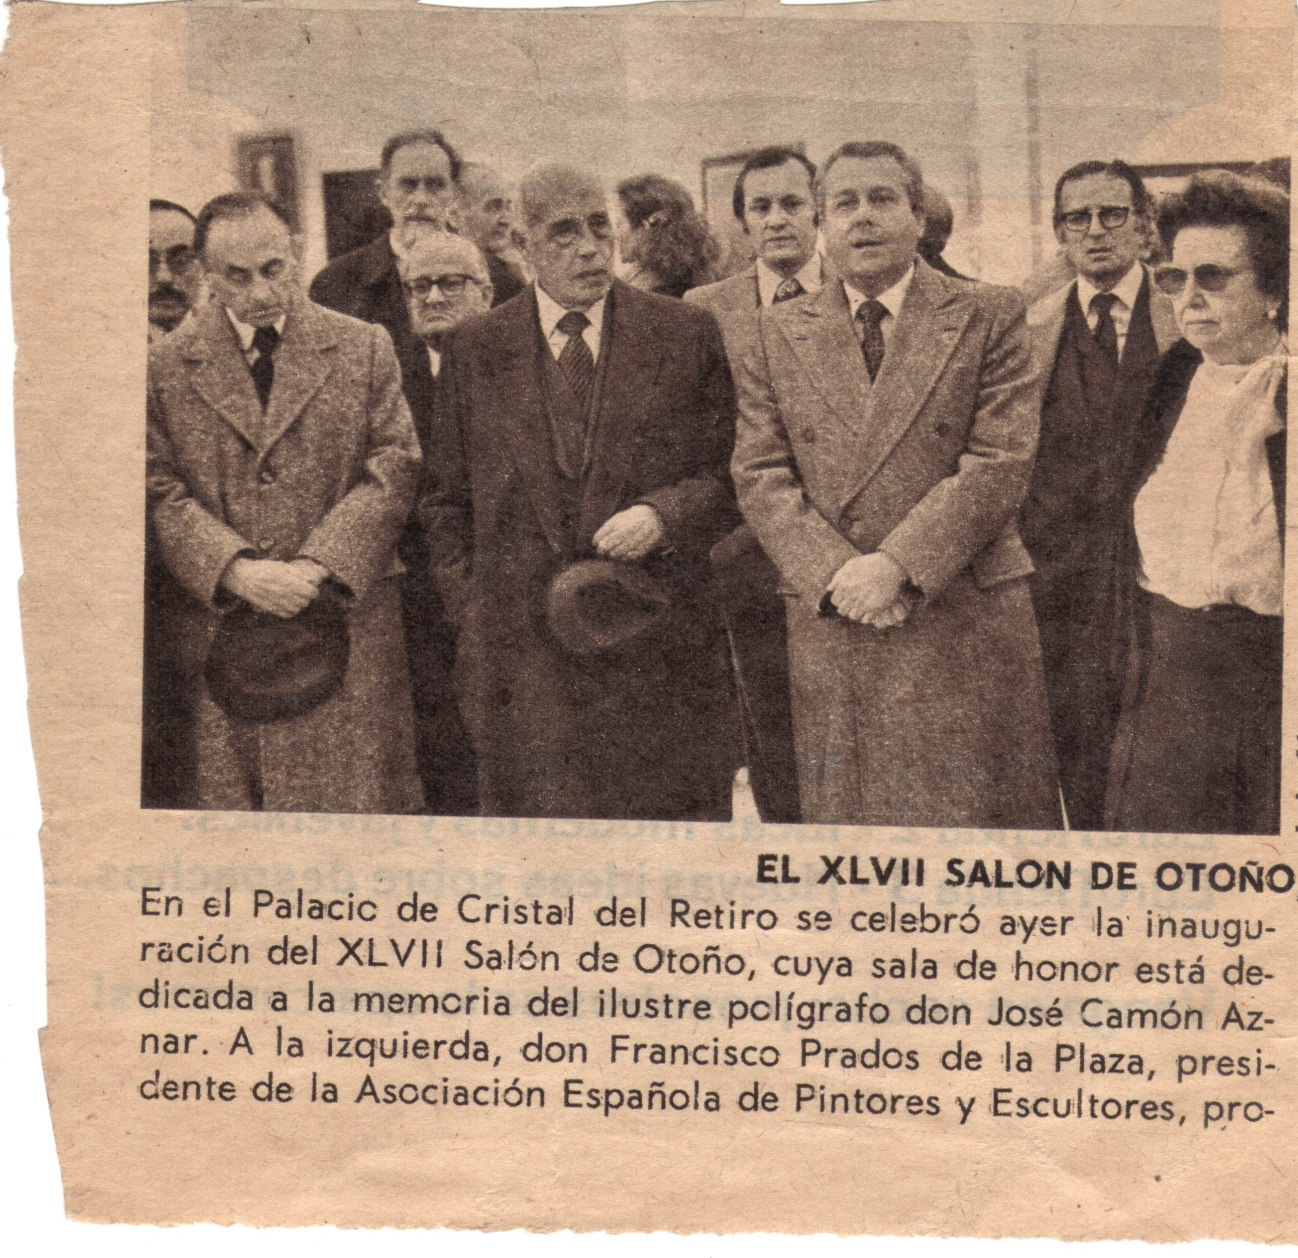 EL XLVII SALON DE OTOÑO
En el Palacio de Cristal del Retiro se celebró ayer la inaugu-
ración del XLVII Salón de Otoño, cuya sala de honor está de-
dicada a la memoria del ilustre polígrafo don José Camón Az-
nar. A la izquierda, don Francisco Prados de la Plaza, presi-
dente de la Asociación Española de Pintores y Escultores, pro-